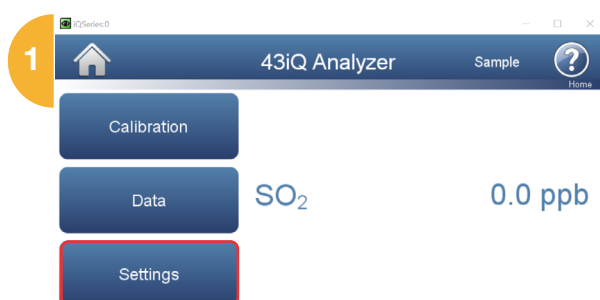 iQSeries:0
1
43iQ Analyzer
Sample
?
Home
Calibration
Data
SO₂
0.0 ppb
Settings